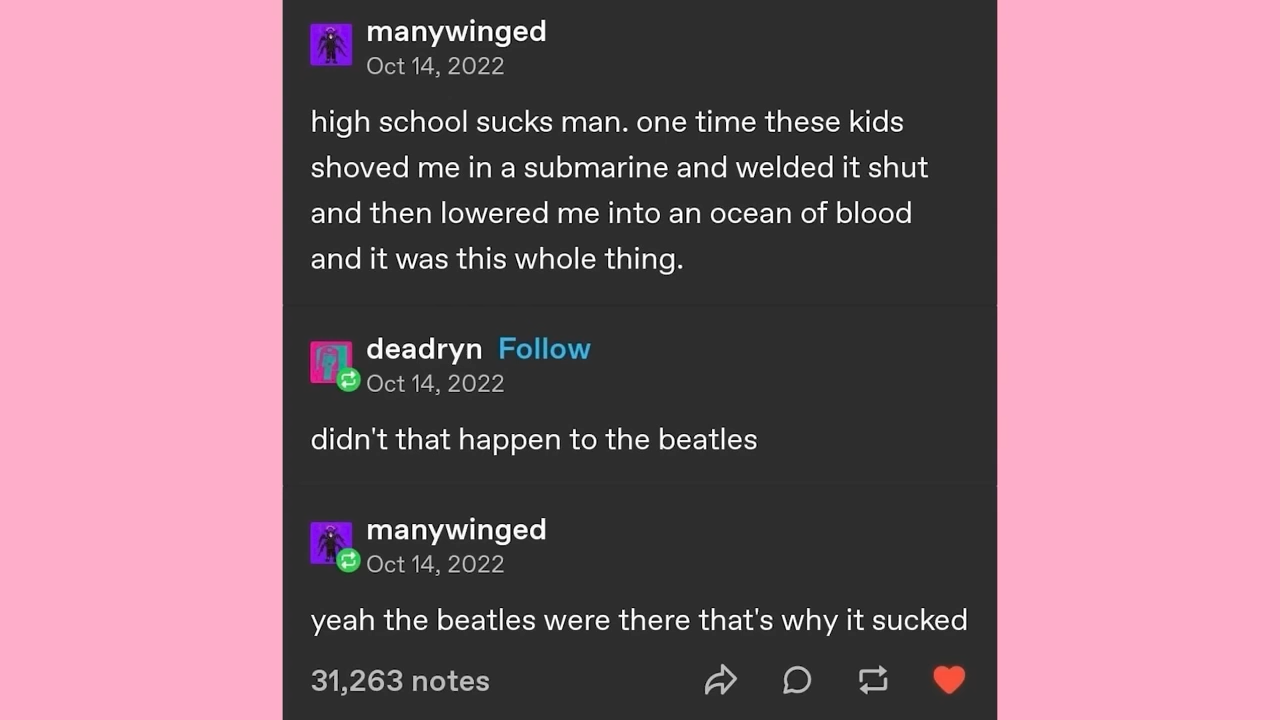 manywinged
Oct 14, 2022
high school sucks man. one time these kids
shoved me in a submarine and welded it shut
and then lowered me into an ocean of blood
and it was this whole thing.
deadryn Follow
Oct 14, 2022
didn't that happen to the beatles
manywinged
Oct 14, 2022
yeah the beatles were there that's why it sucked
31,263 notes